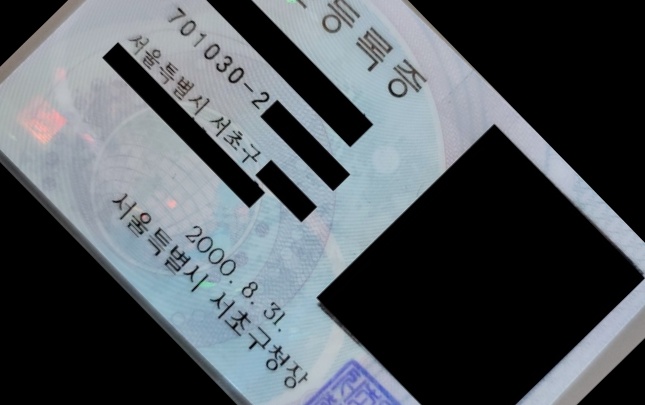 등록증
701030-2
서울특별시 서초구
2000. 8. 31.
서울특별시 서초구청장